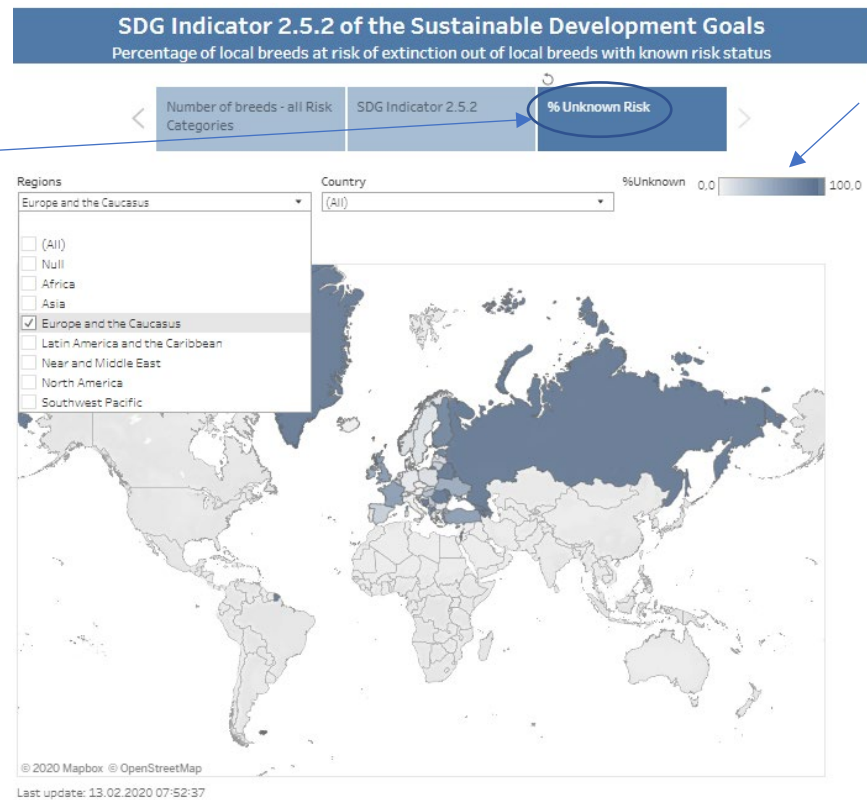 SDG Indicator 2.5.2 of the Sustainable Development Goals
Percentage of local breeds at risk of extinction out of local breeds with known risk status
Number of breeds - all Risk
Categories
SDG Indicator 2.5.2
% Unknown Risk
Regions
Europe and the Caucasus
Country
(All)
%Unknown
0,0
100,0
(All)
Null
Africa
Asia
Europe and the Caucasus
Latin America and the Caribbean
Near and Middle East
North America
Southwest Pacific
© 2020 Mapbox © OpenStreetMap
Last update: 13.02.2020 07:52:37